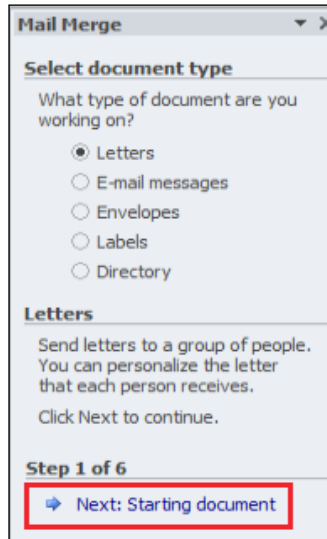 Mail Merge
Select document type
What type of document are you
working on?
Letters
E-mail messages
Envelopes
Labels
Directory
Letters
Send letters to a group of people.
You can personalize the letter
that each person receives.
Click Next to continue.
Step 1 of 6
Next: Starting document